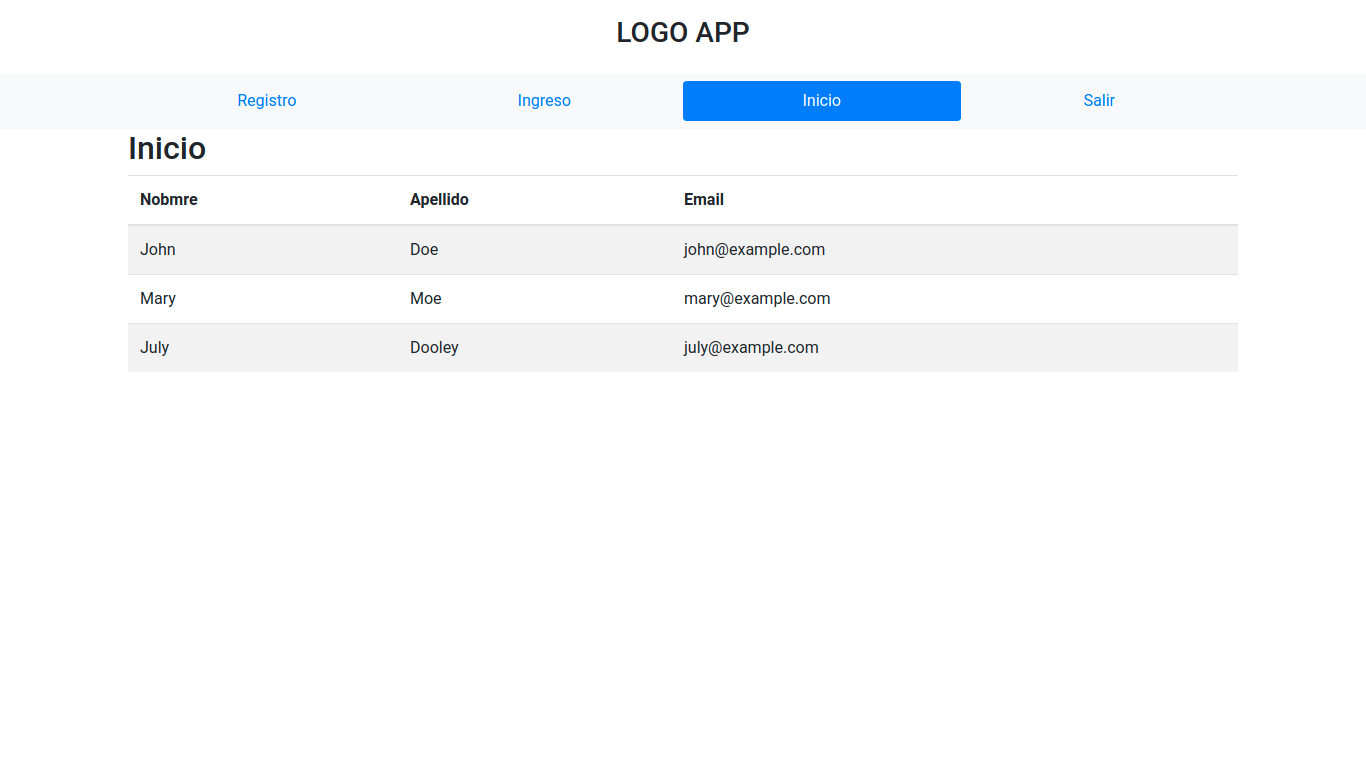 LOGO APP
Registro Ingreso Inicio Salir
Inicio
Nobmre Apellido Email
John Doe john@example.com
Mary Moe mary@example.com
July Dooley july@example.com